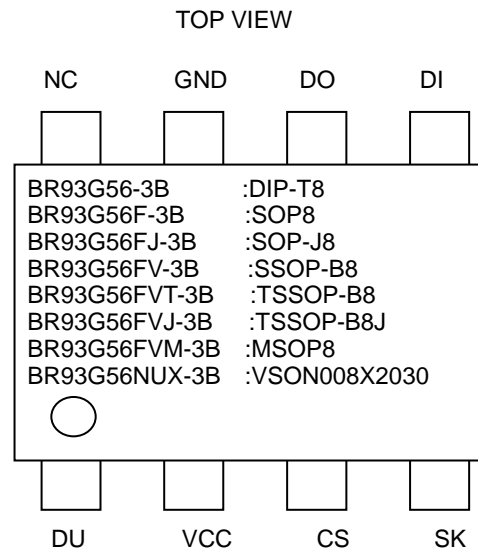 TOP VIEW
NC GND DO DI
BR93G56-3B :DIP-T8
BR93G56F-3B :SOP8
BR93G56FJ-3B :SOP-J8
BR93G56FV-3B :SSOP-B8
BR93G56FVT-3B :TSSOP-B8
BR93G56FVJ-3B :TSSOP-B8J
BR93G56FVM-3B :MSOP8
BR93G56NUX-3B :VSON008X2030
DU VCC CS SK